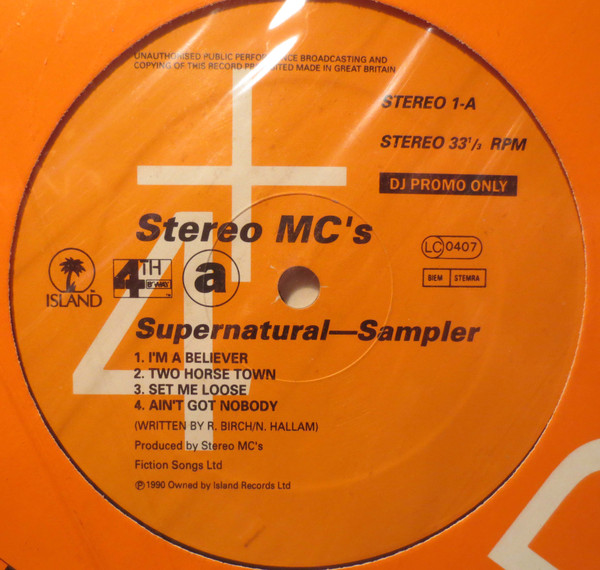 UNAUTHORISED PUBLIC PERFORMANCE BROADCASTING AND
COPYING OF THIS RECORD PROHIBITED MADE IN GREAT BRITAIN
STEREO 1-A
STEREO 33⅓ RPM
DJ PROMO ONLY
Stereo MC's
ISLAND
4TH
B'WAY
TM
a
LC 0407
BIEM STEMRA
Supernatural—Sampler
1. I'M A BELIEVER
2. TWO HORSE TOWN
3. SET ME LOOSE
4. AIN'T GOT NOBODY
(WRITTEN BY R. BIRCH/N. HALLAM)
Produced by Stereo MC's
Fiction Songs Ltd
℗1990 Owned by Island Records Ltd
4